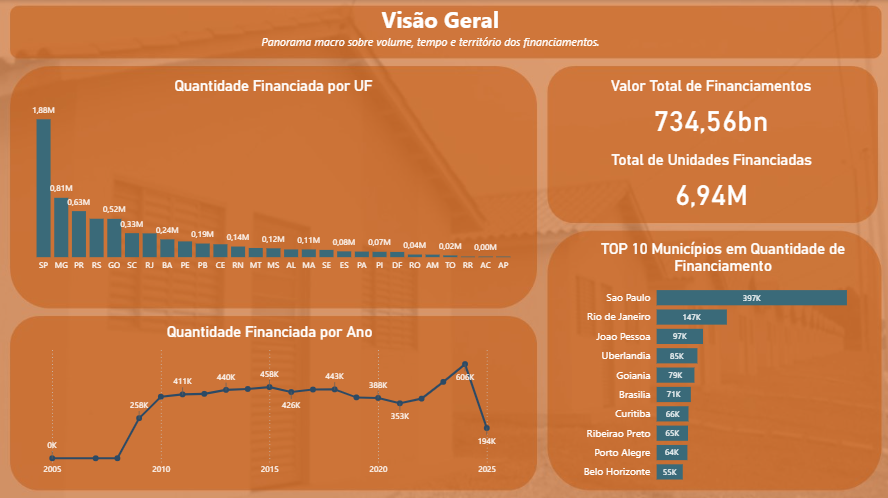 Visão Geral
Panorama macro sobre volume, tempo e território dos financiamentos.
Quantidade Financiada por UF
1,88M
0,81M
0,63M
0,52M
0,33M
0,24M
0,19M
0,14M
0,12M
0,11M
0,08M
0,07M
0,04M
0,02M
0,00M
SP MG PR RS GO SC RJ BA PE PB CE RN MT MS AL MA SE ES PA PI DF RO AM TO RR AC AP
Valor Total de Financiamentos
734,56bn
Total de Unidades Financiadas
6,94M
Quantidade Financiada por Ano
0K
258K
411K
440K
458K
426K
443K
388K
353K
606K
194K
2005 2010 2015 2020 2025
TOP 10 Municípios em Quantidade de
Financiamento
Sao Paulo 397K
Rio de Janeiro 147K
Joao Pessoa 97K
Uberlandia 85K
Goiania 79K
Brasilia 71K
Curitiba 66K
Ribeirao Preto 65K
Porto Alegre 64K
Belo Horizonte 55K